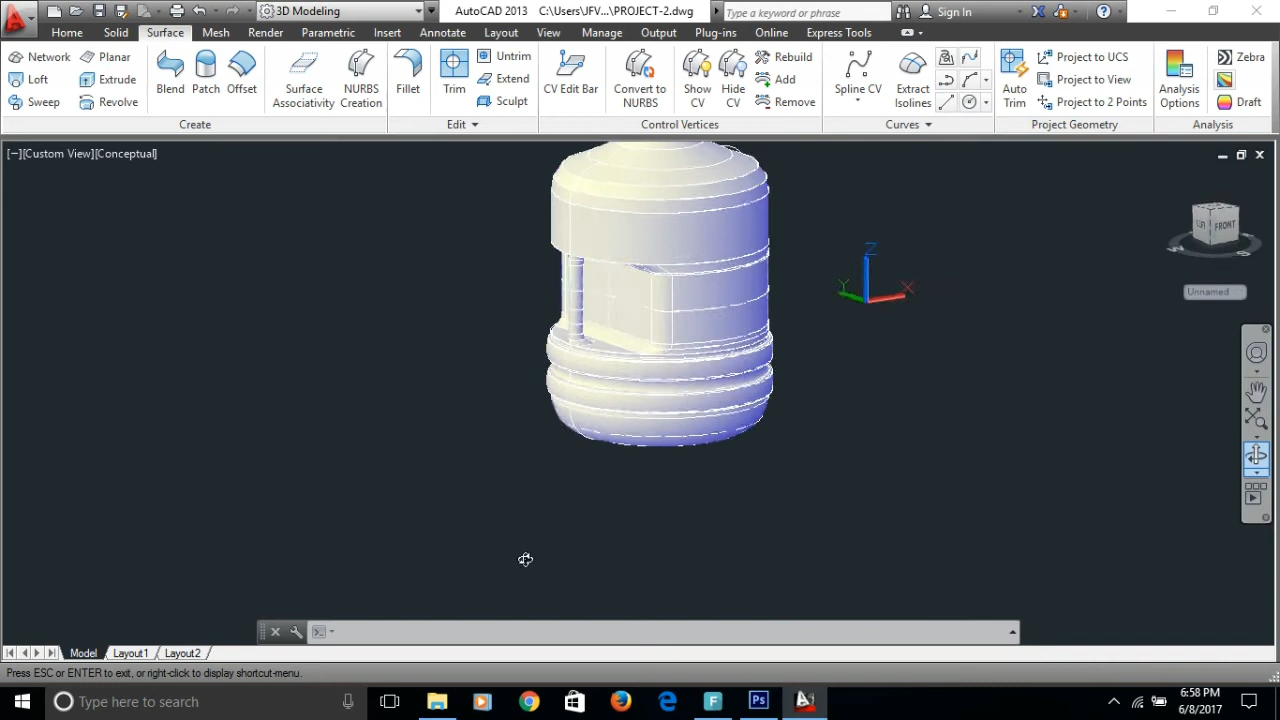 3D Modeling
AutoCAD 2013 C:\Users\JFV...\PROJECT-2.dwg
Type a keyword or phrase
Sign In
Home Solid Surface Mesh Render Parametric Insert Annotate Layout View Manage Output Plug-ins Online Express Tools
Network Planar
Loft Extrude
Sweep Revolve
Blend Patch Offset
Surface Associativity
NURBS Creation
Create
Fillet
Trim
Untrim
Extend
Sculpt
Edit
CV Edit Bar
Convert to NURBS
Show CV
Hide CV
Rebuild
Add
Remove
Control Vertices
Spline CV
Extract Isolines
Curves
Auto Trim
Project to UCS
Project to View
Project to 2 Points
Project Geometry
Analysis Options
Zebra
Draft
Analysis
[−][Custom View][Conceptual]
FRONT
Z
Y
X
Unnamed
Model Layout1 Layout2
Press ESC or ENTER to exit, or right-click to display shortcut-menu.
Type here to search
6:58 PM
6/8/2017